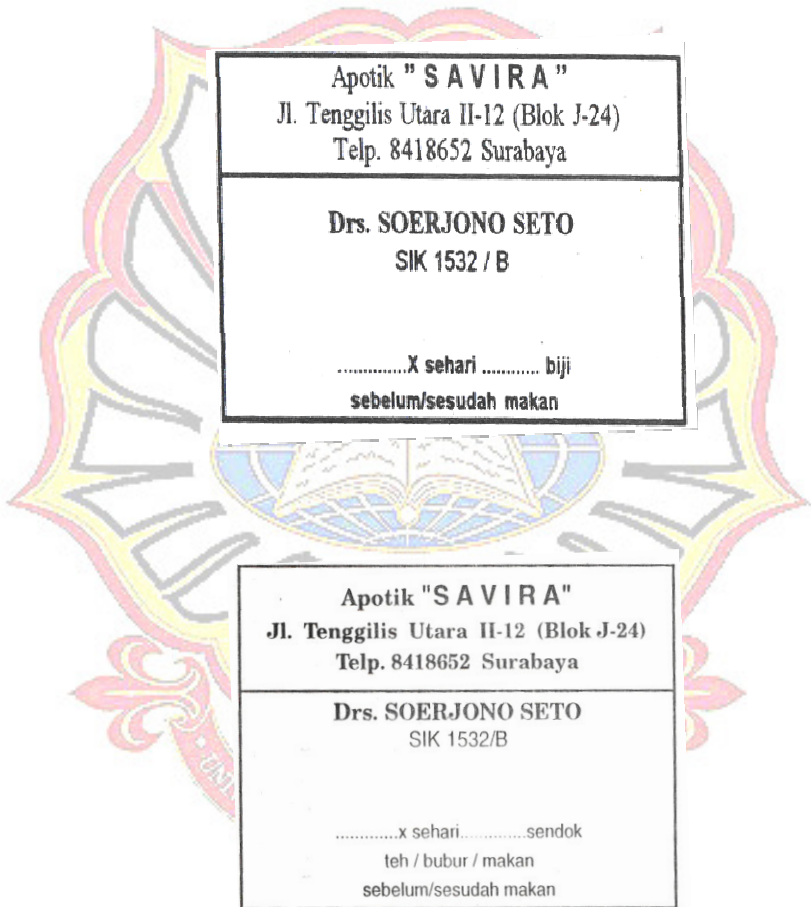 Apotik " S A V I R A "
Jl. Tenggilis Utara II-12 (Blok J-24)
Telp. 8418652 Surabaya
Drs. SOERJONO SETO
SIK 1532 / B
..............X sehari ............ biji
sebelum/sesudah makan
Apotik "S A V I R A"
Jl. Tenggilis Utara II-12 (Blok J-24)
Telp. 8418652 Surabaya
Drs. SOERJONO SETO
SIK 1532/B
.............x sehari.............sendok
teh / bubur / makan
sebelum/sesudah makan